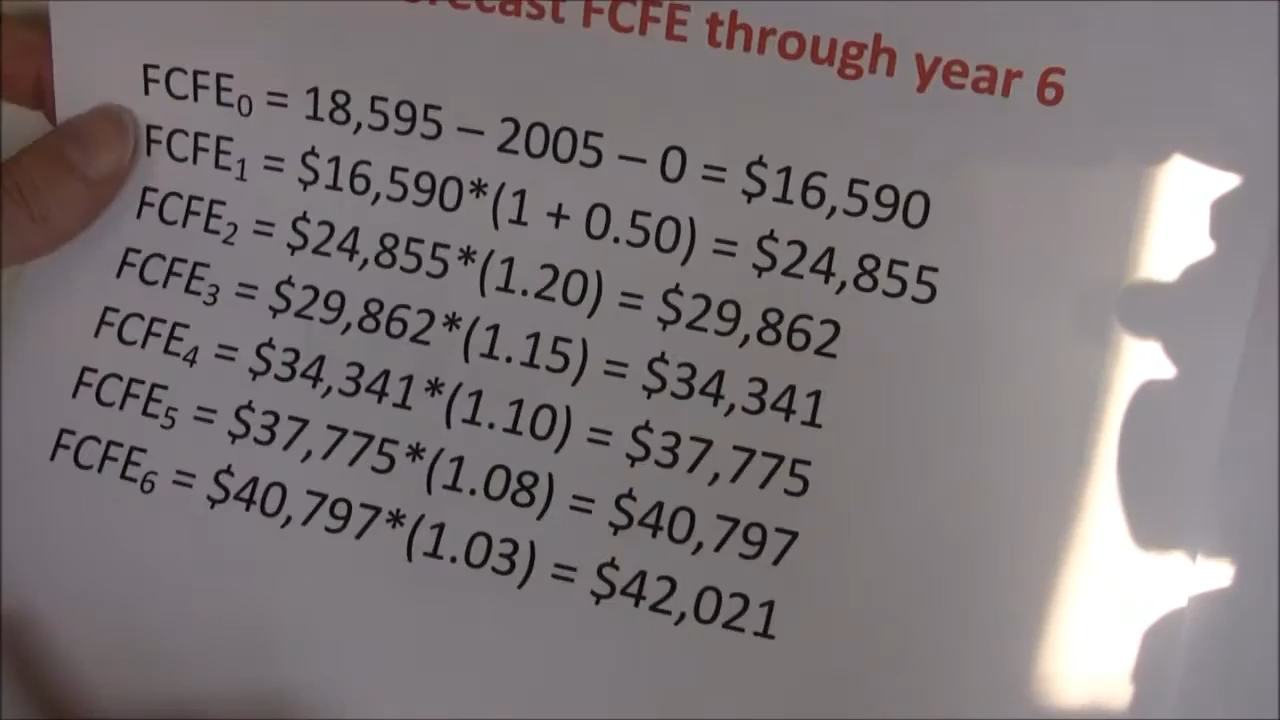 FCFE through year 6
FCFE₀ = 18,595 – 2005 – 0 = $16,590
FCFE₁ = $16,590*(1 + 0.50) = $24,855
FCFE₂ = $24,855*(1.20) = $29,862
FCFE₃ = $29,862*(1.15) = $34,341
FCFE₄ = $34,341*(1.10) = $37,775
FCFE₅ = $37,775*(1.08) = $40,797
FCFE₆ = $40,797*(1.03) = $42,021